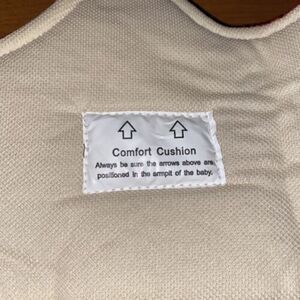 Comfort Cushion
Always be sure the arrows above are
positioned in the armpit of the baby.